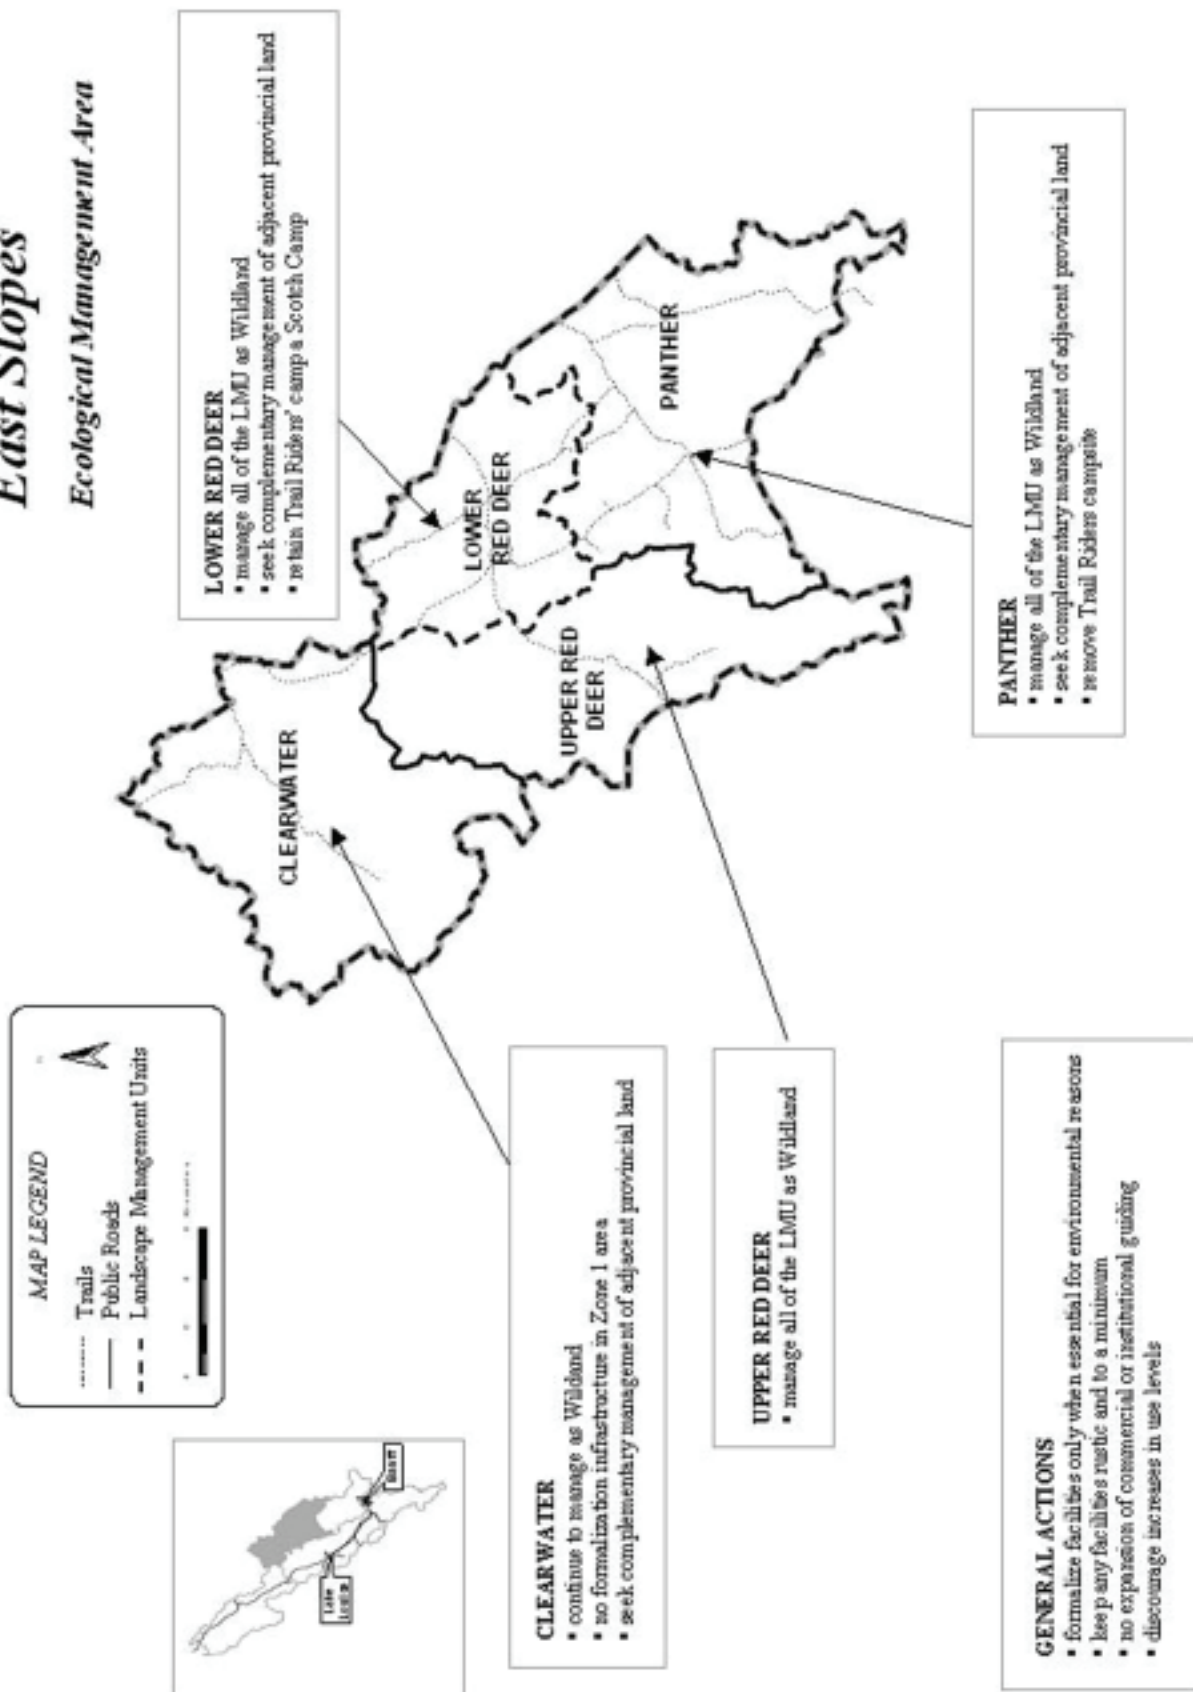 East Slopes
Ecological Management Area
MAP LEGEND
Trails
Public Roads
Landscape Management Units
Lake
Louise
Banff
LOWER RED DEER
▪ manage all of the LMU as Wildland
▪ seek complementary management of adjacent provincial land
▪ retain Trail Riders' camp a Scotch Camp
CLEARWATER
LOWER
RED DEER
UPPER RED
DEER
PANTHER
CLEARWATER
▪ continue to manage as Wildland
▪ no formalization infrastructure in Zone 1 area
▪ seek complementary management of adjacent provincial land
UPPER RED DEER
▪ manage all of the LMU as Wildland
PANTHER
▪ manage all of the LMU as Wildland
▪ seek complementary management of adjacent provincial land
▪ remove Trail Riders campsite
GENERAL ACTIONS
▪ formalize facilities only when essential for environmental reasons
▪ keep any facilities rustic and to a minimum
▪ no expansion of commercial or institutional guiding
▪ discourage increases in use levels